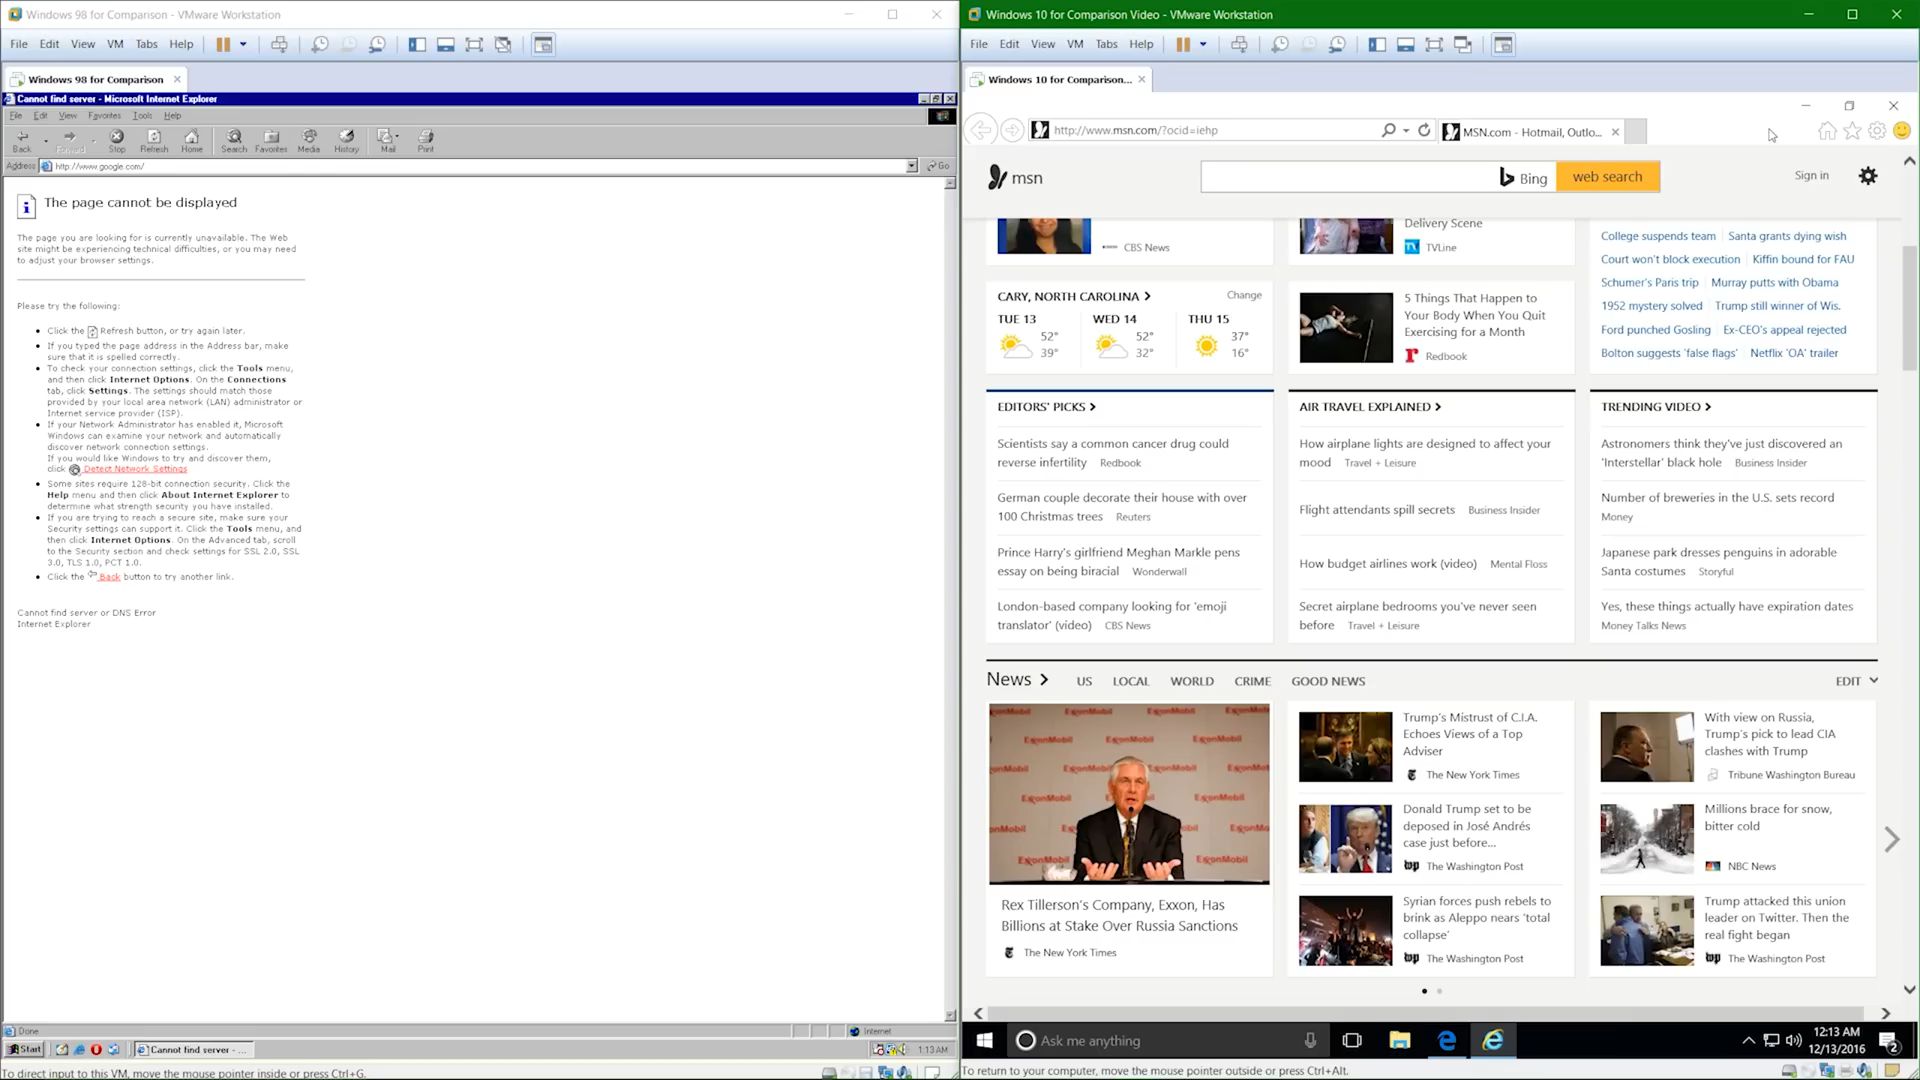 Windows 98 for Comparison - VMware Workstation
File Edit View VM Tabs Help
Windows 98 for Comparison
Cannot find server - Microsoft Internet Explorer
File Edit View Favorites Tools Help
Back Forward Stop Refresh Home Search Favorites Media History Mail Print
Address http://www.google.com/ Go
The page cannot be displayed
The page you are looking for is currently unavailable. The Web
site might be experiencing technical difficulties, or you may need
to adjust your browser settings.
Please try the following:
Click the Refresh button, or try again later.
If you typed the page address in the Address bar, make
sure that it is spelled correctly.
To check your connection settings, click the Tools menu,
and then click Internet Options. On the Connections
tab, click Settings. The settings should match those
provided by your local area network (LAN) administrator or
Internet service provider (ISP).
If your Network Administrator has enabled it, Microsoft
Windows can examine your network and automatically
discover network connection settings.
If you would like Windows to try and discover them,
click Detect Network Settings
Some sites require 128-bit connection security. Click the
Help menu and then click About Internet Explorer to
determine what strength security you have installed.
If you are trying to reach a secure site, make sure your
Security settings can support it. Click the Tools menu, and
then click Internet Options. On the Advanced tab, scroll
to the Security section and check settings for SSL 2.0, SSL
3.0, TLS 1.0, PCT 1.0.
Click the Back button to try another link.
Cannot find server or DNS Error
Internet Explorer
Done Internet
Start Cannot find server - ... 1:13 AM
To direct input to this VM, move the mouse pointer inside or press Ctrl+G.
Windows 10 for Comparison Video - VMware Workstation
File Edit View VM Tabs Help
Windows 10 for Comparison...
http://www.msn.com/?ocid=iehp MSN.com - Hotmail, Outlo...
msn Bing web search Sign in
CBS News
Delivery Scene
TVLine
College suspends team Santa grants dying wish
Court won't block execution Kiffin bound for FAU
Schumer's Paris trip Murray putts with Obama
1952 mystery solved Trump still winner of Wis.
Ford punched Gosling Ex-CEO's appeal rejected
Bolton suggests 'false flags' Netflix 'OA' trailer
CARY, NORTH CAROLINA Change
TUE 13 WED 14 THU 15
52° 52° 37°
39° 32° 16°
5 Things That Happen to
Your Body When You Quit
Exercising for a Month
Redbook
EDITORS' PICKS
Scientists say a common cancer drug could
reverse infertility Redbook
German couple decorate their house with over
100 Christmas trees Reuters
Prince Harry's girlfriend Meghan Markle pens
essay on being biracial Wonderwall
London-based company looking for 'emoji
translator' (video) CBS News
AIR TRAVEL EXPLAINED
How airplane lights are designed to affect your
mood Travel + Leisure
Flight attendants spill secrets Business Insider
How budget airlines work (video) Mental Floss
Secret airplane bedrooms you've never seen
before Travel + Leisure
TRENDING VIDEO
Astronomers think they've just discovered an
'Interstellar' black hole Business Insider
Number of breweries in the U.S. sets record
Money
Japanese park dresses penguins in adorable
Santa costumes Storyful
Yes, these things actually have expiration dates
Money Talks News
News US LOCAL WORLD CRIME GOOD NEWS EDIT
ExxonMobil ExxonMobil ExxonMobil
Rex Tillerson's Company, Exxon, Has
Billions at Stake Over Russia Sanctions
The New York Times
Trump's Mistrust of C.I.A.
Echoes Views of a Top
Adviser
The New York Times
Donald Trump set to be
deposed in José Andrés
case just before...
The Washington Post
Syrian forces push rebels to
brink as Aleppo nears 'total
collapse'
The Washington Post
With view on Russia,
Trump's pick to lead CIA
clashes with Trump
Tribune Washington Bureau
Millions brace for snow,
bitter cold
NBC News
Trump attacked this union
leader on Twitter. Then the
real fight began
The Washington Post
Ask me anything
12:13 AM
12/13/2016
2
To return to your computer, move the mouse pointer outside or press Ctrl+Alt.